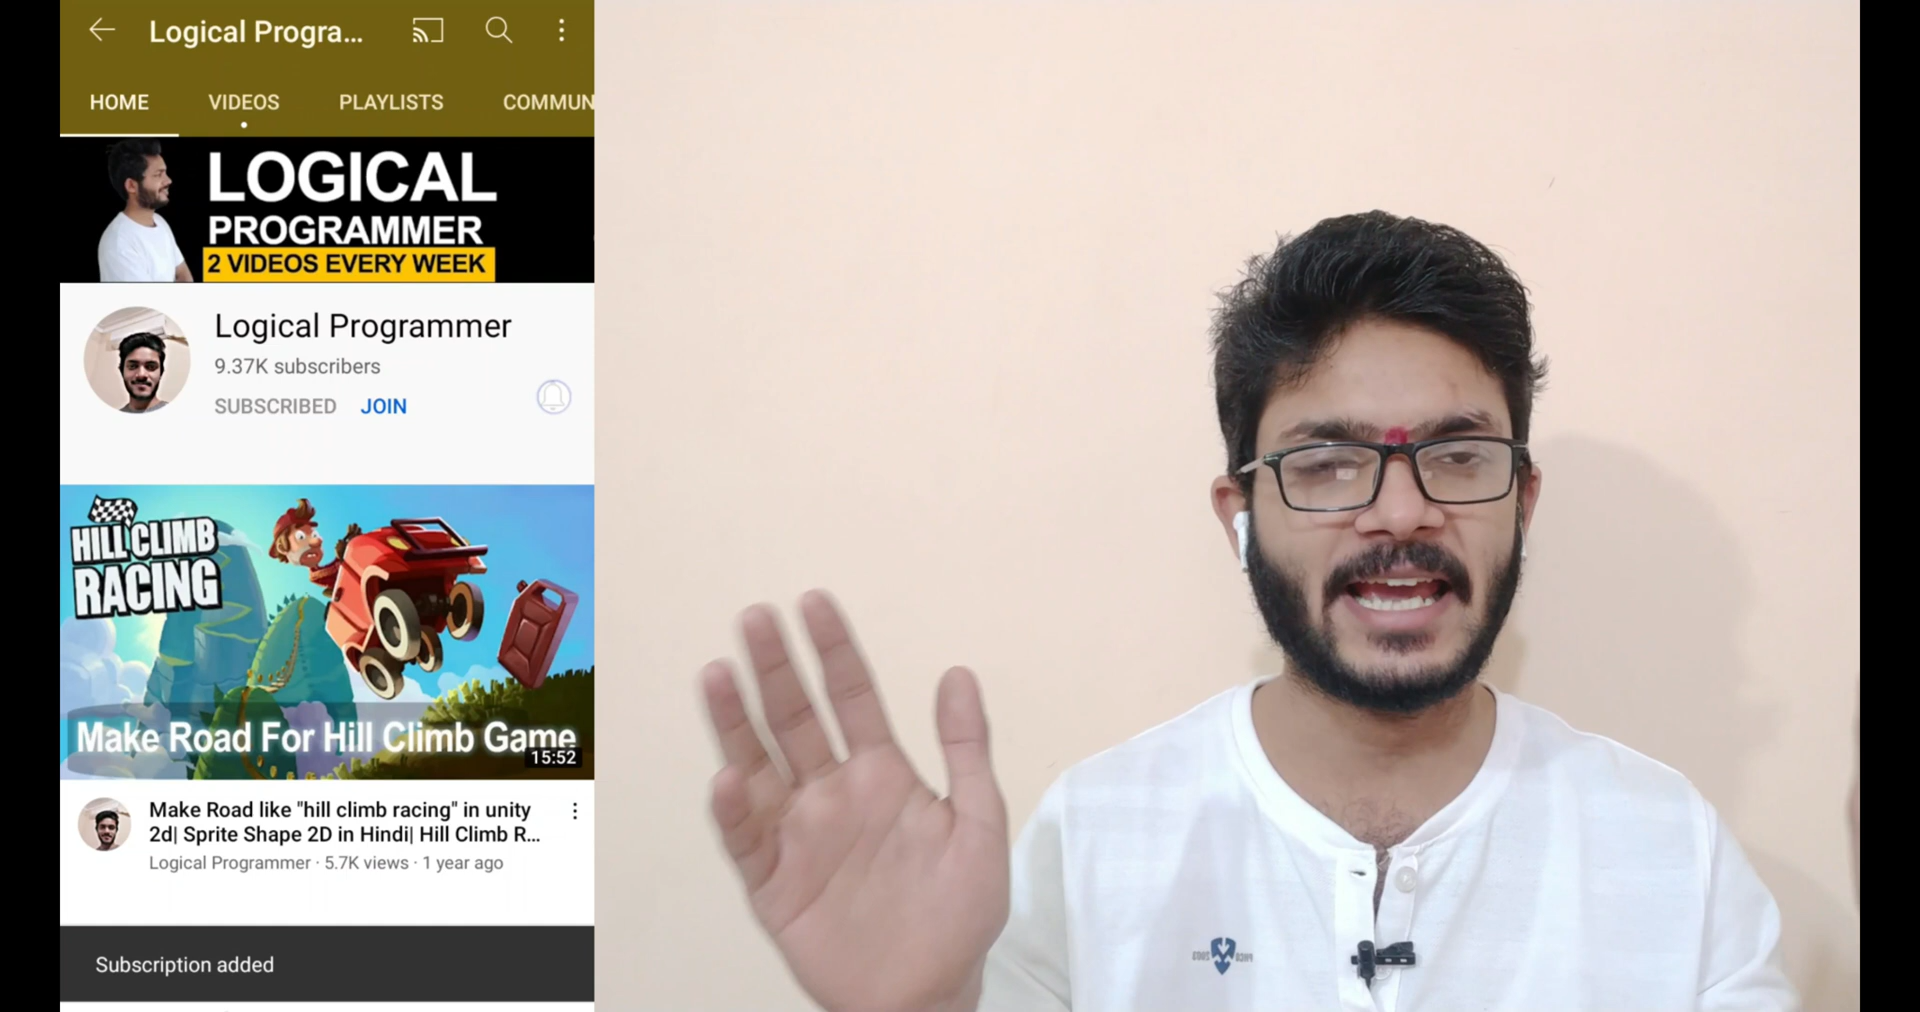 Logical Progra...
HOME VIDEOS PLAYLISTS COMMUN
LOGICAL
PROGRAMMER
2 VIDEOS EVERY WEEK
Logical Programmer
9.37K subscribers
SUBSCRIBED JOIN
HILL CLIMB
RACING
Make Road For Hill Climb Game
15:52
Make Road like "hill climb racing" in unity
2d| Sprite Shape 2D in Hindi| Hill Climb R...
Logical Programmer · 5.7K views · 1 year ago
Subscription added